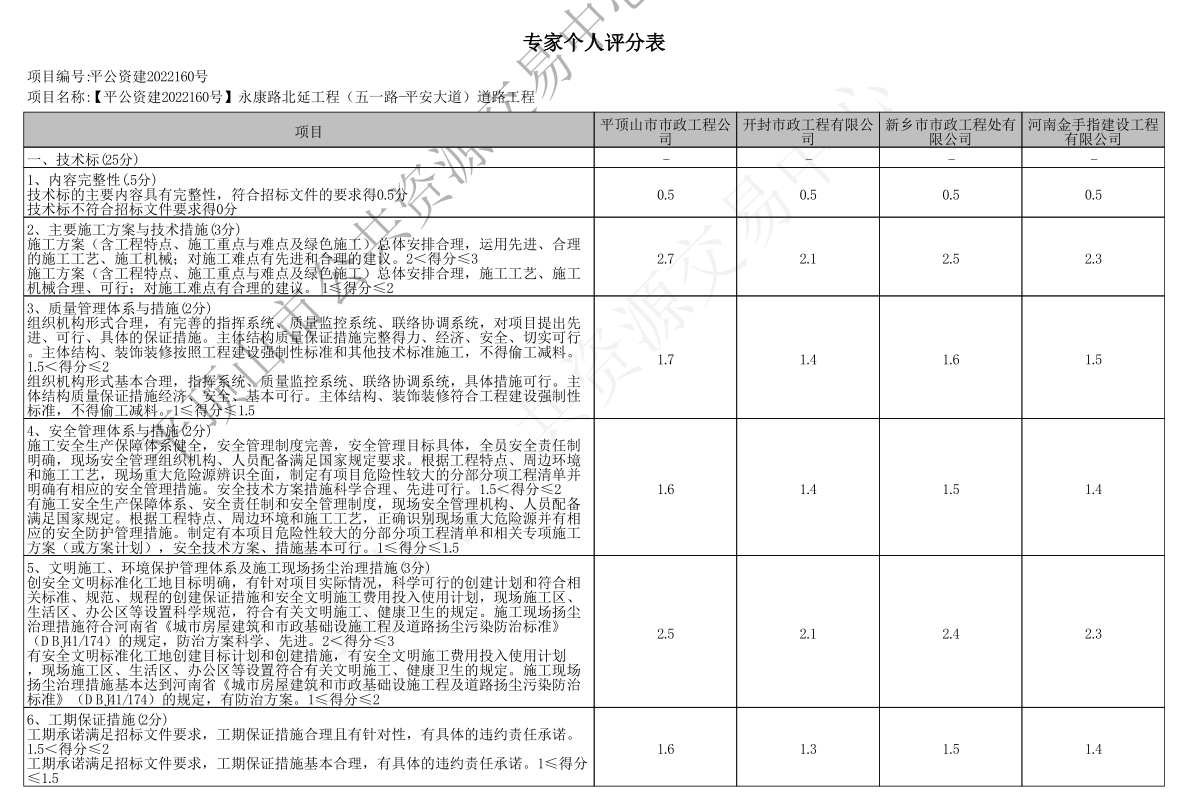 专家个人评分表
项目编号:平公资建2022160号
项目名称:【平公资建2022160号】永康路北延工程（五一路-平安大道）道路工程
项目
平顶山市市政工程公
司
开封市政工程有限公
司
新乡市市政工程处有
限公司
河南金手指建设工程
有限公司
一、技术标(25分)
-
-
-
-
1、内容完整性(.5分)
技术标的主要内容具有完整性，符合招标文件的要求得0.5分
技术标不符合招标文件要求得0分
0.5
0.5
0.5
0.5
2、主要施工方案与技术措施(3分)
施工方案（含工程特点、施工重点与难点及绿色施工）总体安排合理，运用先进、合理
的施工工艺、施工机械；对施工难点有先进和合理的建议。2＜得分≤3
施工方案（含工程特点、施工重点与难点及绿色施工）总体安排合理，施工工艺、施工
机械合理、可行；对施工难点有合理的建议。 1≤得分≤2
2.7
2.1
2.5
2.3
3、质量管理体系与措施(2分)
组织机构形式合理，有完善的指挥系统、质量监控系统、联络协调系统，对项目提出先
进、可行、具体的保证措施。主体结构质量保证措施完整得力、经济、安全、切实可行
。主体结构、装饰装修按照工程建设强制性标准和其他技术标准施工，不得偷工减料。
1.5＜得分≤2
组织机构形式基本合理，指挥系统、质量监控系统、联络协调系统，具体措施可行。主
体结构质量保证措施经济、安全、基本可行。主体结构、装饰装修符合工程建设强制性
标准，不得偷工减料。1≤得分≤1.5
1.7
1.4
1.6
1.5
4、安全管理体系与措施(2分)
施工安全生产保障体系健全，安全管理制度完善，安全管理目标具体，全员安全责任制
明确，现场安全管理组织机构、人员配备满足国家规定要求。根据工程特点、周边环境
和施工工艺，现场重大危险源辨识全面，制定有项目危险性较大的分部分项工程清单并
明确有相应的安全管理措施。安全技术方案措施科学合理、先进可行。1.5＜得分≤2
有施工安全生产保障体系、安全责任制和安全管理制度，现场安全管理机构、人员配备
满足国家规定。根据工程特点、周边环境和施工工艺，正确识别现场重大危险源并有相
应的安全防护管理措施。制定有本项目危险性较大的分部分项工程清单和相关专项施工
方案（或方案计划），安全技术方案、措施基本可行。1≤得分≤1.5
1.6
1.4
1.5
1.4
5、文明施工、环境保护管理体系及施工现场扬尘治理措施(3分)
创安全文明标准化工地目标明确，有针对项目实际情况，科学可行的创建计划和符合相
关标准、规范、规程的创建保证措施和安全文明施工费用投入使用计划，现场施工区、
生活区、办公区等设置科学规范，符合有关文明施工、健康卫生的规定。施工现场扬尘
治理措施符合河南省《城市房屋建筑和市政基础设施工程及道路扬尘污染防治标准》
（DBJ41/174）的规定，防治方案科学、先进。2＜得分≤3
有安全文明标准化工地创建目标计划和创建措施，有安全文明施工费用投入使用计划
，现场施工区、生活区、办公区等设置符合有关文明施工、健康卫生的规定。施工现场
扬尘治理措施基本达到河南省《城市房屋建筑和市政基础设施工程及道路扬尘污染防治
标准》（DBJ41/174）的规定，有防治方案。1≤得分≤2
2.5
2.1
2.4
2.3
6、工期保证措施(2分)
工期承诺满足招标文件要求，工期保证措施合理且有针对性，有具体的违约责任承诺。
1.5＜得分≤2
工期承诺满足招标文件要求，工期保证措施基本合理，有具体的违约责任承诺。1≤得分
≤1.5
1.6
1.3
1.5
1.4
平顶山市公共资源交易中心
共资源交易中心